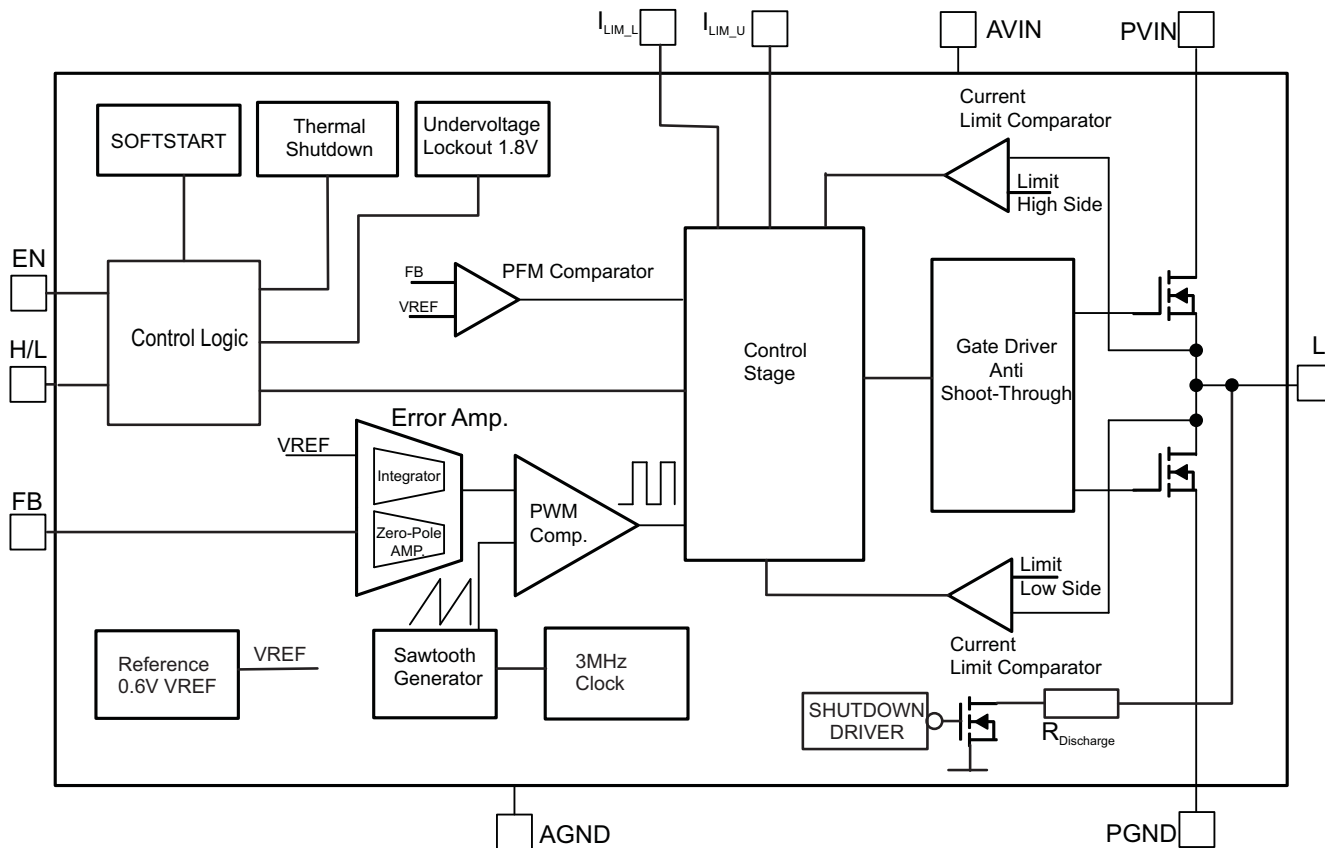 I LIM_L
I LIM_U
AVIN
PVIN
SOFTSTART
Thermal
Shutdown
Undervoltage
Lockout 1.8V
Current
Limit Comparator
Limit
High Side
EN
H/L
Control Logic
FB
VREF
PFM Comparator
Control
Stage
Gate Driver
Anti
Shoot-Through
L
Error Amp.
VREF
Integrator
Zero-Pole
AMP.
FB
PWM
Comp.
Limit
Low Side
Current
Limit Comparator
Reference
0.6V VREF
VREF
Sawtooth
Generator
3MHz
Clock
SHUTDOWN
DRIVER
R Discharge
AGND
PGND